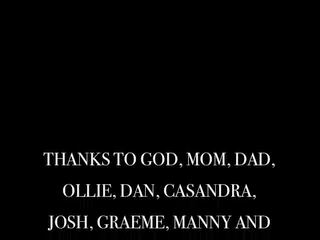 THANKS TO GOD, MOM, DAD,
OLLIE, DAN, CASANDRA,
JOSH, GRAEME, MANNY AND